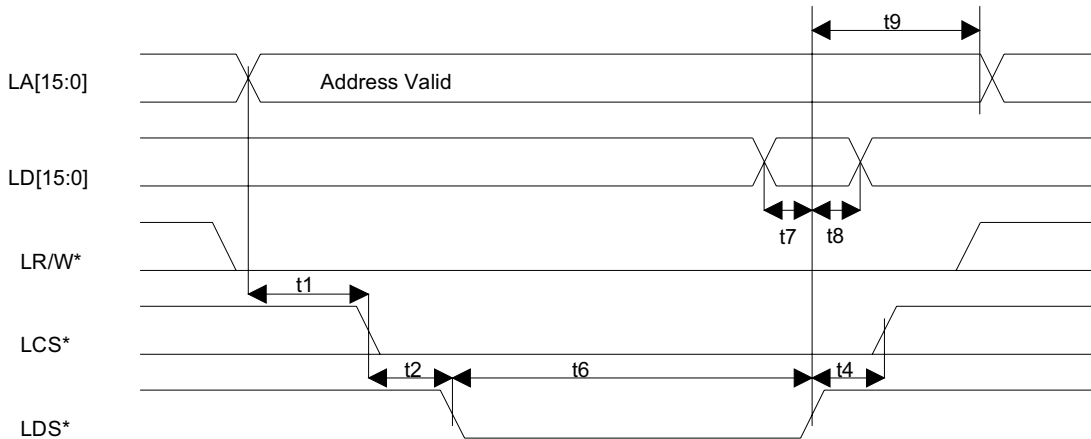 t9
LA[15:0] Address Valid
LD[15:0]
t7 t8
LR/W*
t1
LCS*
t2 t6 t4
LDS*